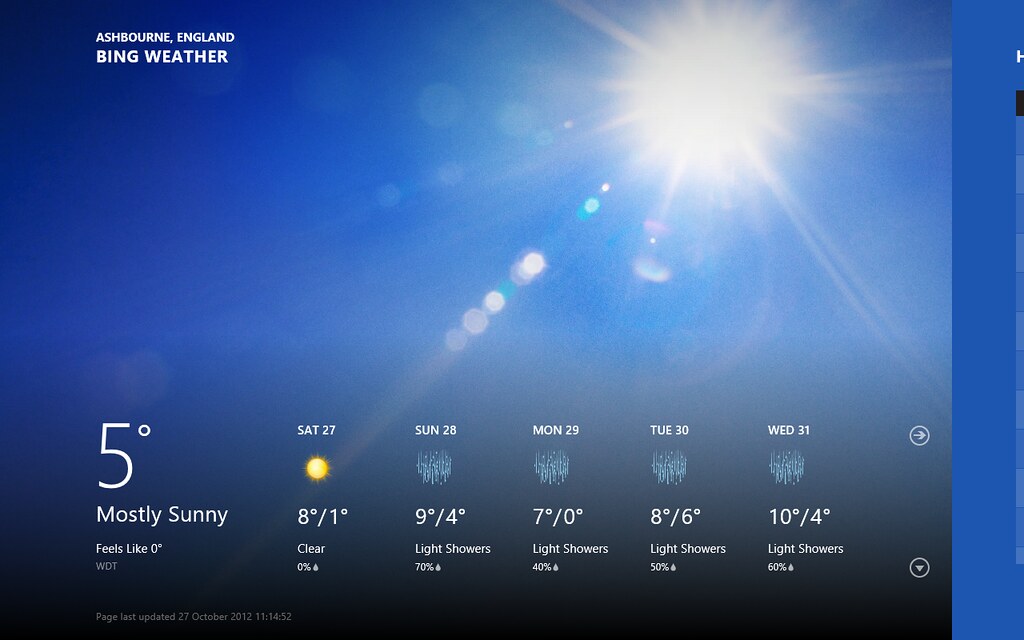 ASHBOURNE, ENGLAND
BING WEATHER
H
5°
Mostly Sunny
Feels Like 0°
WDT
SAT 27
8°/1°
Clear
0%
SUN 28
9°/4°
Light Showers
70%
MON 29
7°/0°
Light Showers
40%
TUE 30
8°/6°
Light Showers
50%
WED 31
10°/4°
Light Showers
60%
Page last updated 27 October 2012 11:14:52